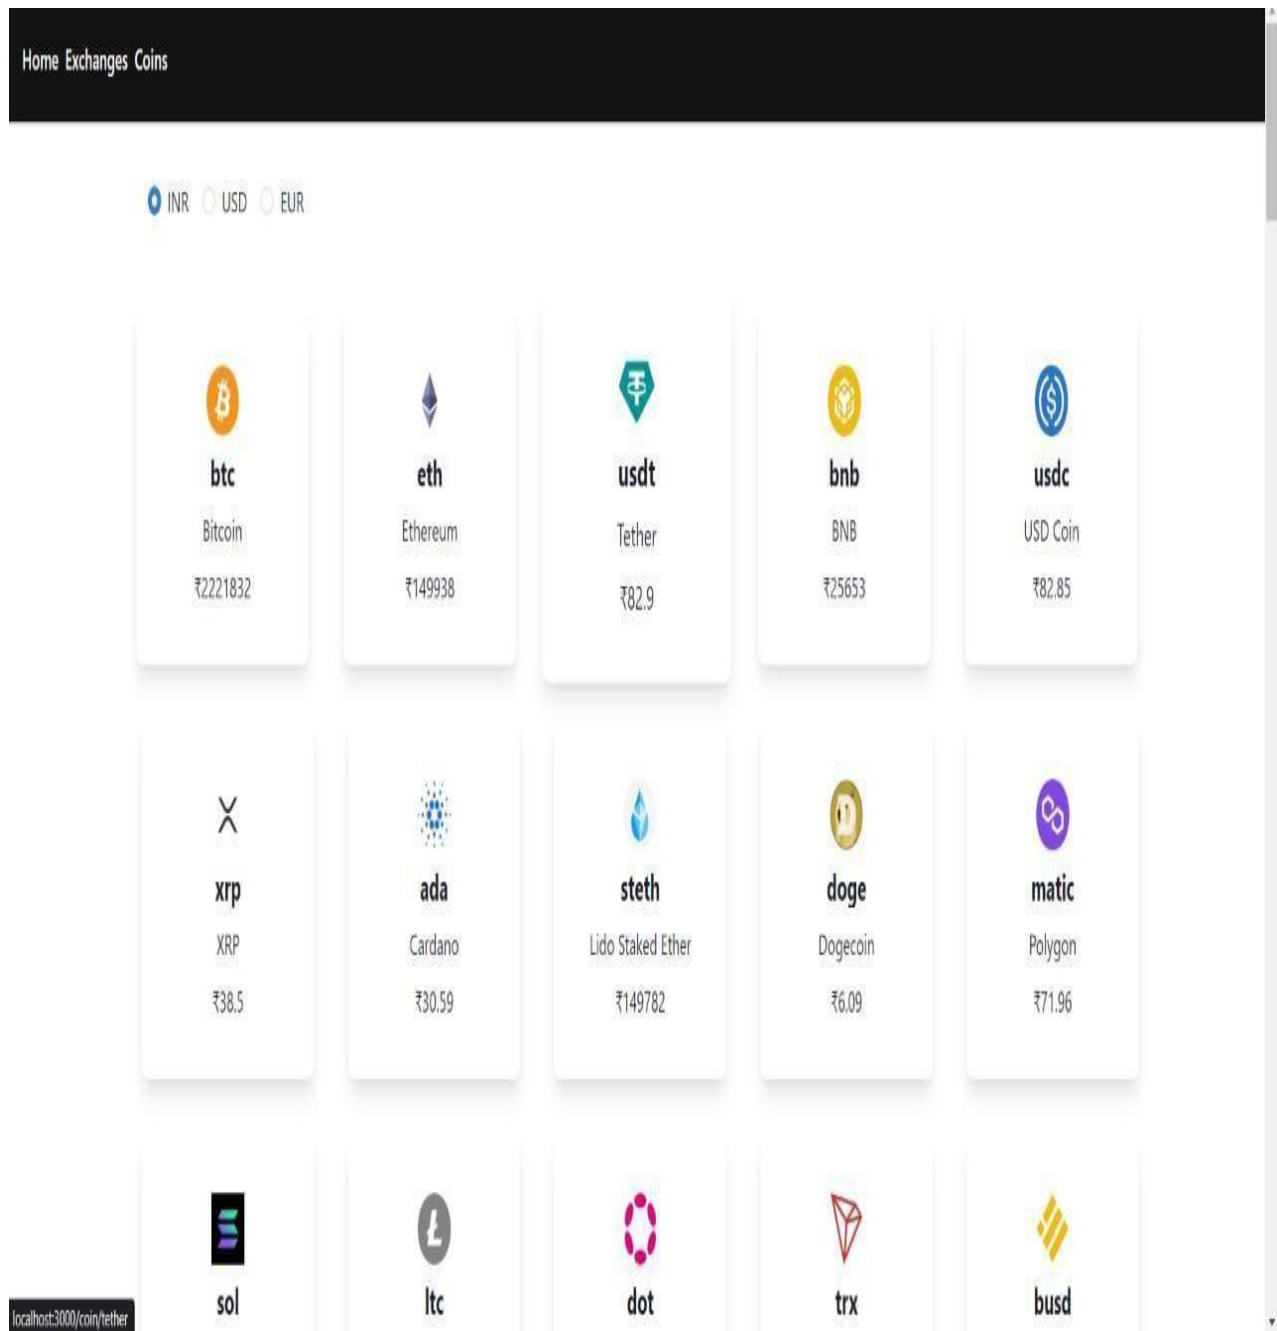 Home Exchanges Coins
INR USD EUR
btc eth usdt bnb usdc
Bitcoin Ethereum Tether BNB USD Coin
₹2221832 ₹149938 ₹82.9 ₹25653 ₹82.85
xrp ada steth doge matic
XRP Cardano Lido Staked Ether Dogecoin Polygon
₹38.5 ₹30.59 ₹149782 ₹6.09 ₹71.96
sol ltc dot trx busd
localhost:3000/coin/tether